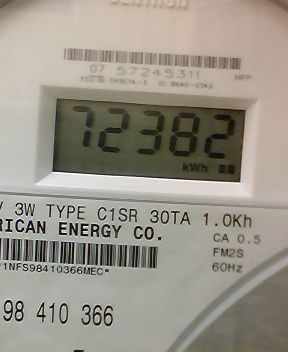 07 57245311 HPP
72382
kWh
V 3W TYPE C1SR 30TA 1.0Kh
RICAN ENERGY CO. CA 0.5
FM2S
*1NFS98410366MEC* 60Hz
98 410 366